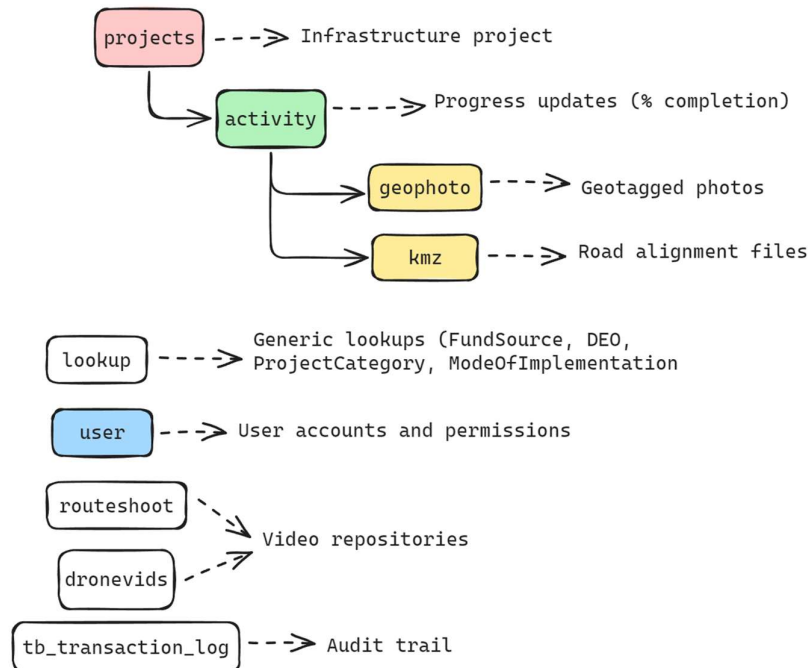 projects
Infrastructure project
activity
Progress updates (% completion)
geophoto
Geotagged photos
kmz
Road alignment files
lookup
Generic lookups (FundSource, DEO,
ProjectCategory, ModeOfImplementation
user
User accounts and permissions
routeshoot
Video repositories
dronevids
tb_transaction_log
Audit trail